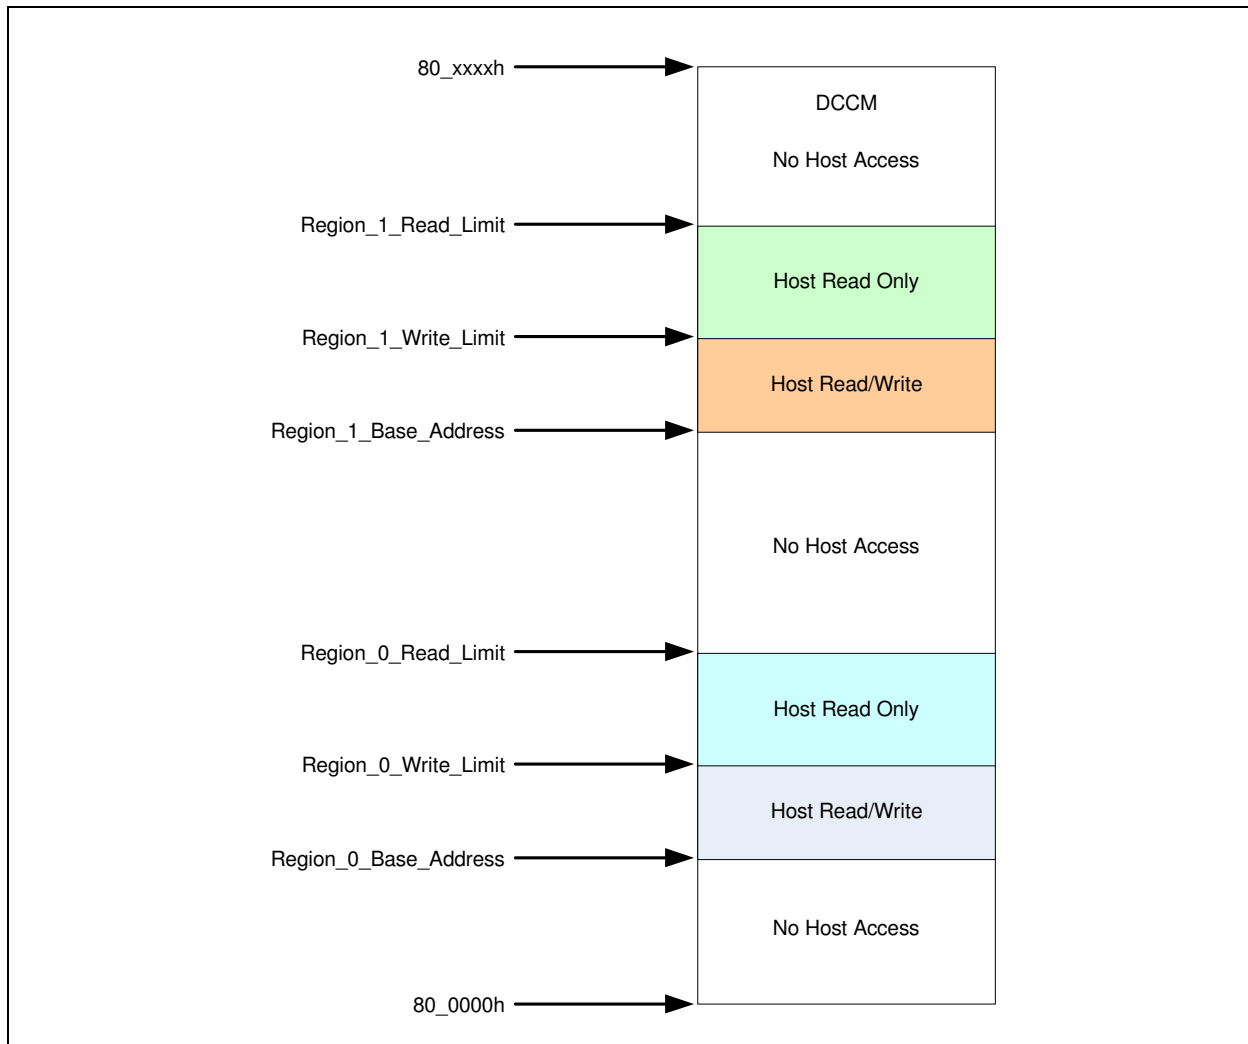 80_xxxxh
DCCM
No Host Access
Region_1_Read_Limit
Host Read Only
Region_1_Write_Limit
Host Read/Write
Region_1_Base_Address
No Host Access
Region_0_Read_Limit
Host Read Only
Region_0_Write_Limit
Host Read/Write
Region_0_Base_Address
No Host Access
80_0000h